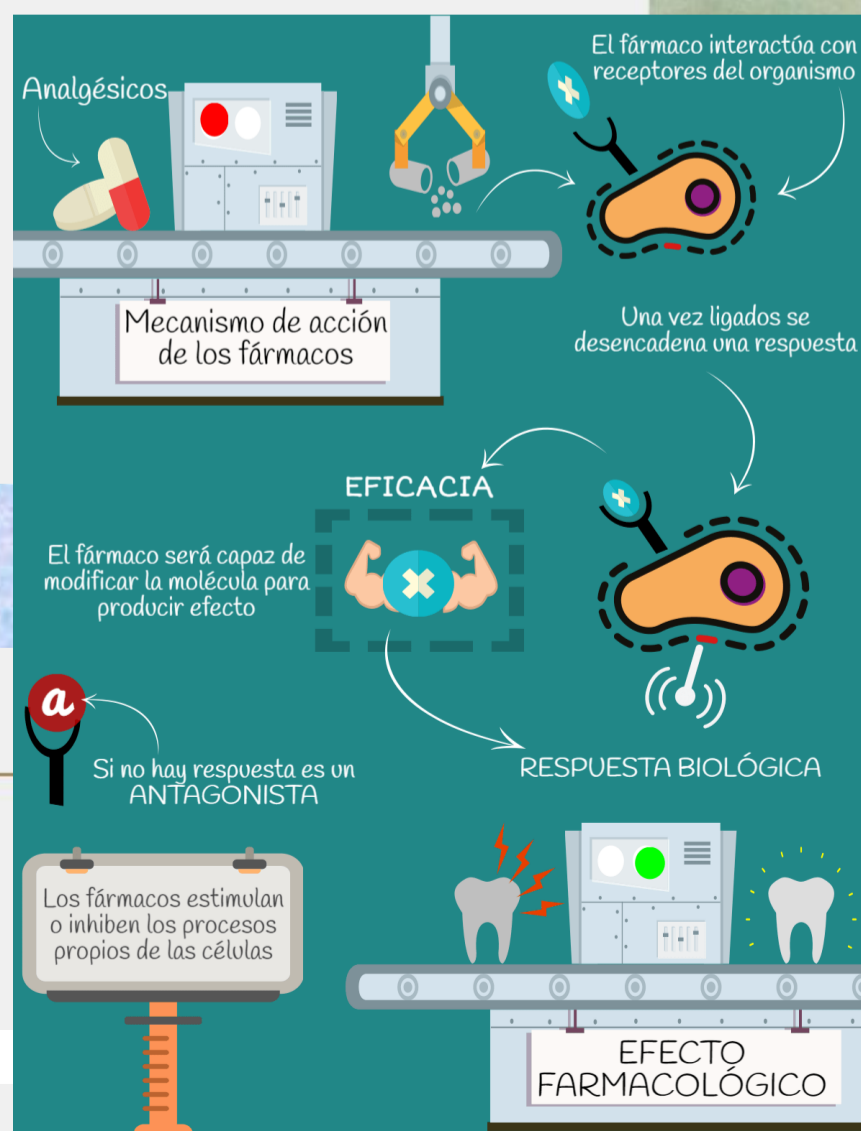 Analgésicos
El fármaco interactúa con
receptores del organismo
Mecanismo de acción
de los fármacos
Una vez ligados se
desencadena una respuesta
EFICACIA
El fármaco será capaz de
modificar la molécula para
producir efecto
a
Si no hay respuesta es un
ANTAGONISTA
RESPUESTA BIOLÓGICA
Los fármacos estimulan
o inhiben los procesos
propios de las células
EFECTO
FARMACOLÓGICO